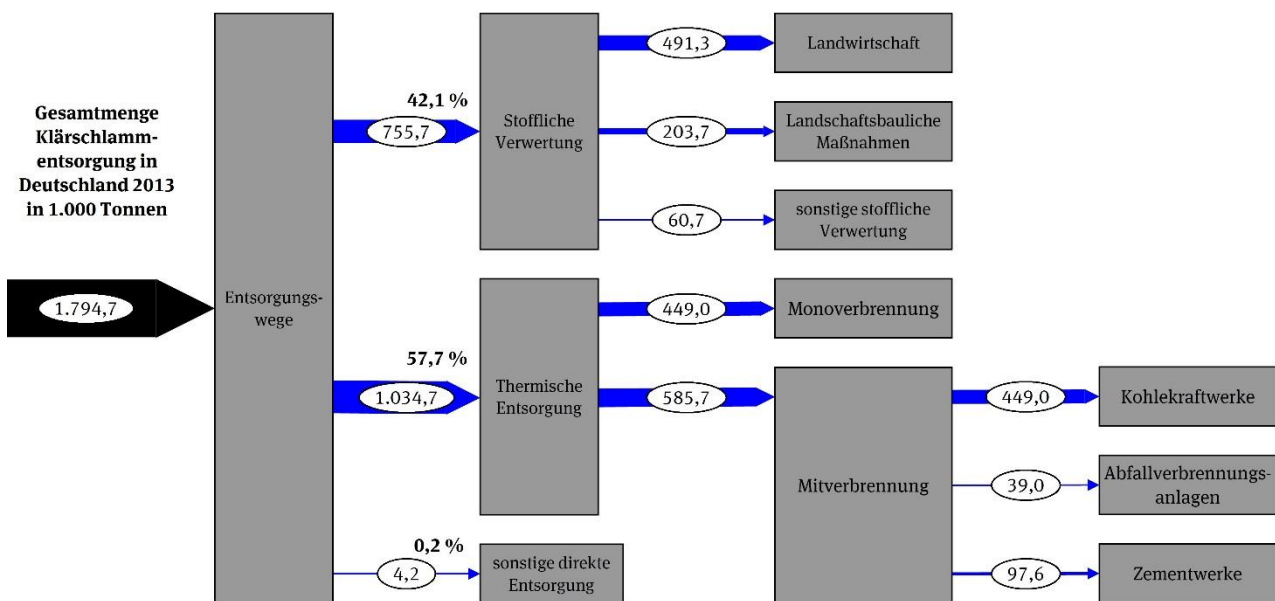 Gesamtmenge
Klärschlamm-
entsorgung in
Deutschland 2013
in 1.000 Tonnen
1.794,7
Entsorgungs-
wege
42,1 %
755,7
Stoffliche
Verwertung
491,3
Landwirtschaft
203,7
Landschaftsbauliche
Maßnahmen
60,7
sonstige stoffliche
Verwertung
57,7 %
1.034,7
Thermische
Entsorgung
449,0
Monoverbrennung
585,7
Mitverbrennung
449,0
Kohlekraftwerke
39,0
Abfallverbrennungs-
anlagen
97,6
Zementwerke
0,2 %
4,2
sonstige direkte
Entsorgung